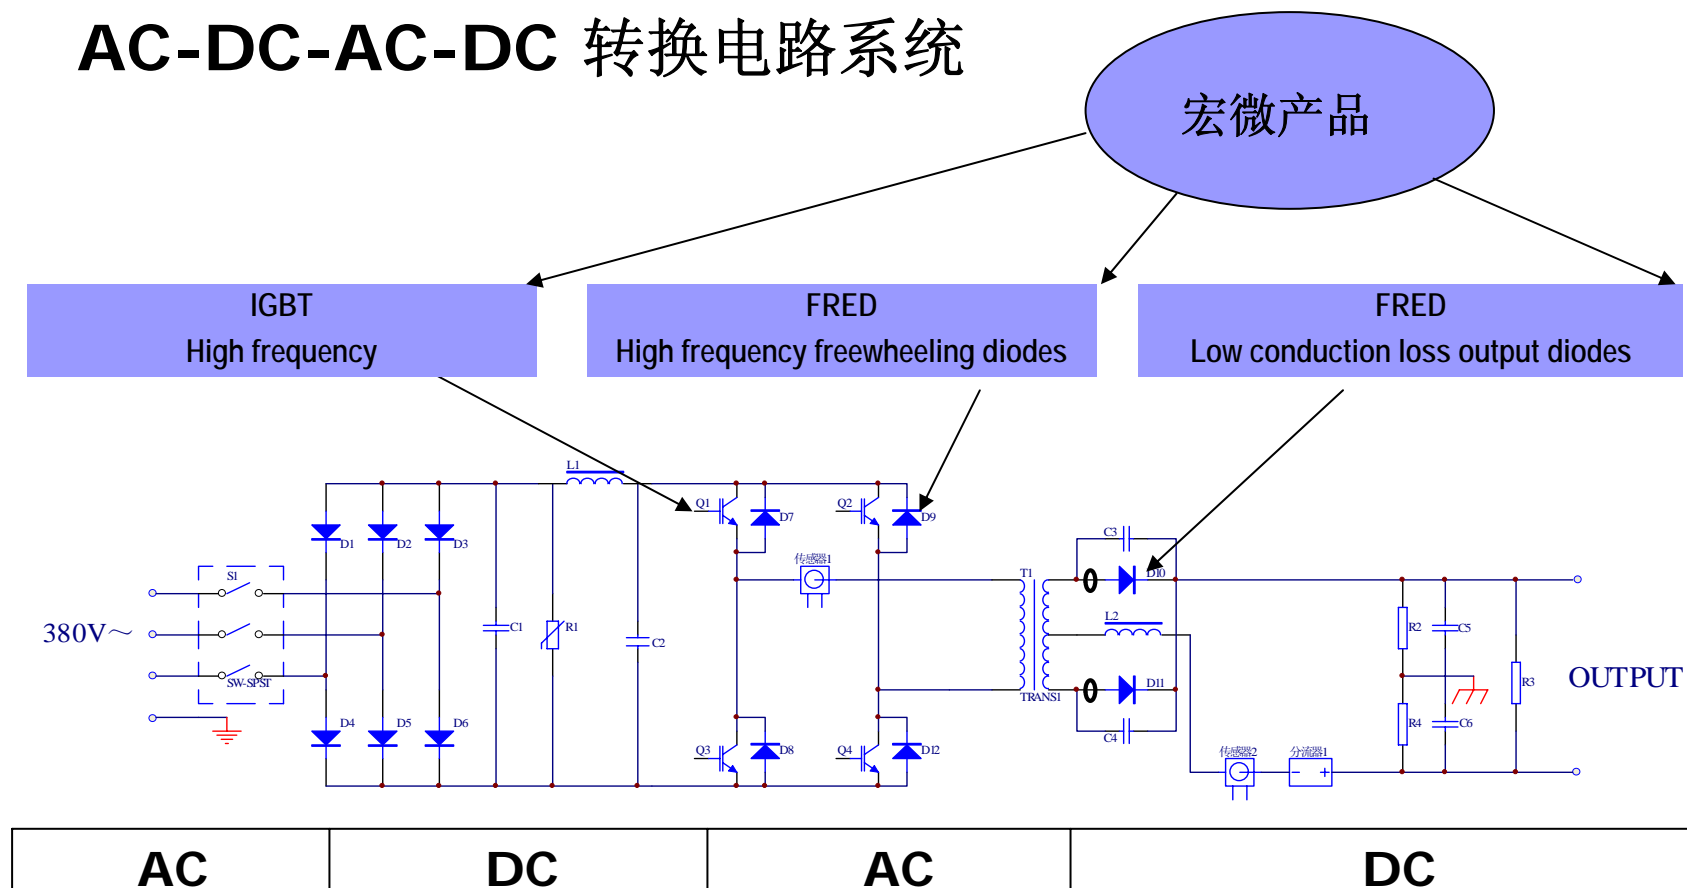 AC-DC-AC-DC 转换电路系统
宏微产品
IGBT
High frequency
FRED
High frequency freewheeling diodes
FRED
Low conduction loss output diodes
L1
Q1
D7
Q2
D9
D1
D2
D3
传感器1
C3
D10
T1
S1
L2
380V～
C1
R1
C2
R2
C5
SW-SPST
TRANS1
D11
R3
OUTPUT
D4
D5
D6
Q3
D8
Q4
D12
C4
R4
C6
传感器2
分流器1
- +
AC
DC
AC
DC